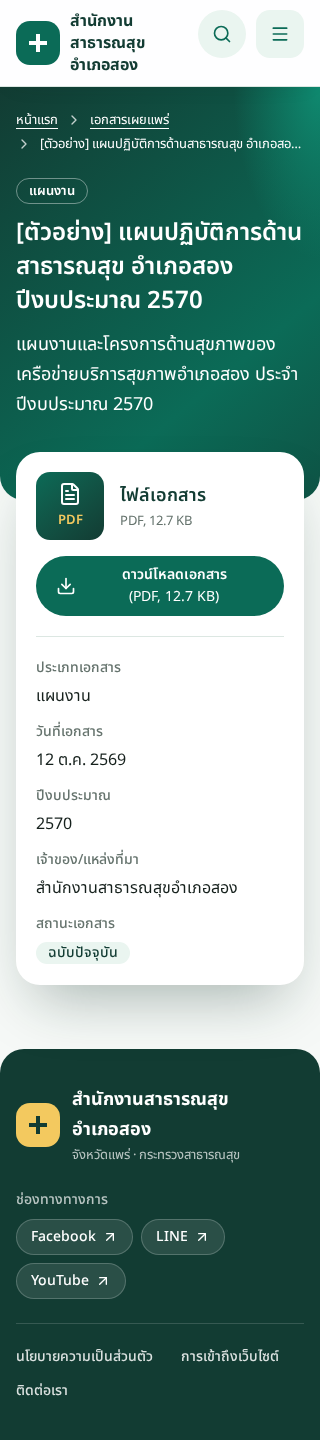 สำนักงาน
สาธารณสุข
อำเภอสอง
หน้าแรก > เอกสารเผยแพร่
> [ตัวอย่าง] แผนปฏิบัติการด้านสาธารณสุข อำเภอสอ...
แผนงาน
[ตัวอย่าง] แผนปฏิบัติการด้าน
สาธารณสุข อำเภอสอง
ปีงบประมาณ 2570
แผนงานและโครงการด้านสุขภาพของ
เครือข่ายบริการสุขภาพอำเภอสอง ประจำ
ปีงบประมาณ 2570
PDF
ไฟล์เอกสาร
PDF, 12.7 KB
ดาวน์โหลดเอกสาร
(PDF, 12.7 KB)
ประเภทเอกสาร
แผนงาน
วันที่เอกสาร
12 ต.ค. 2569
ปีงบประมาณ
2570
เจ้าของ/แหล่งที่มา
สำนักงานสาธารณสุขอำเภอสอง
สถานะเอกสาร
ฉบับปัจจุบัน
สำนักงานสาธารณสุข
อำเภอสอง
จังหวัดแพร่ · กระทรวงสาธารณสุข
ช่องทางทางการ
Facebook
LINE
YouTube
นโยบายความเป็นส่วนตัว
การเข้าถึงเว็บไซต์
ติดต่อเรา